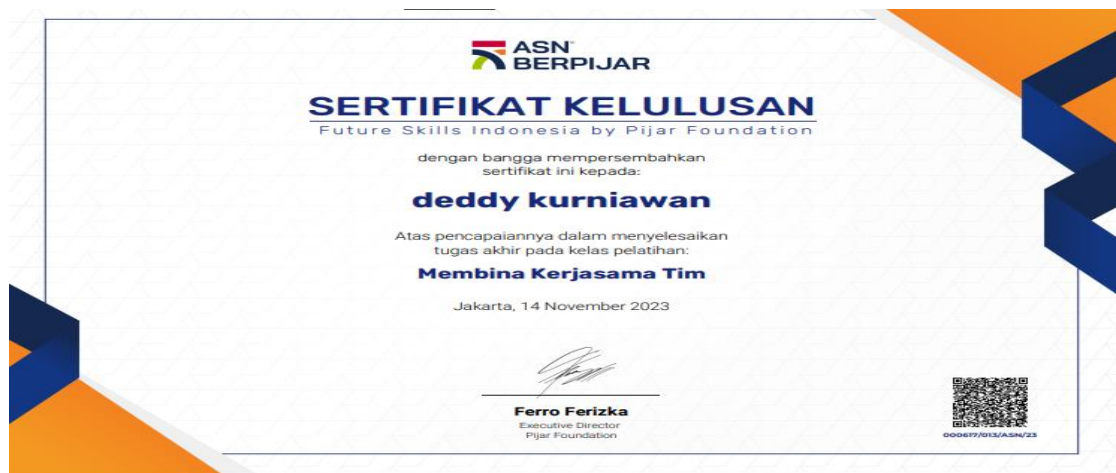 ASN
BERPIJAR
SERTIFIKAT KELULUSAN
Future Skills Indonesia by Pijar Foundation
dengan bangga mempersembahkan
sertifikat ini kepada:
deddy kurniawan
Atas pencapaiannya dalam menyelesaikan
tugas akhir pada kelas pelatihan:
Membina Kerjasama Tim
Jakarta, 14 November 2023
Ferro Ferizka
Executive Director
Pijar Foundation
000617/013/ASN/23